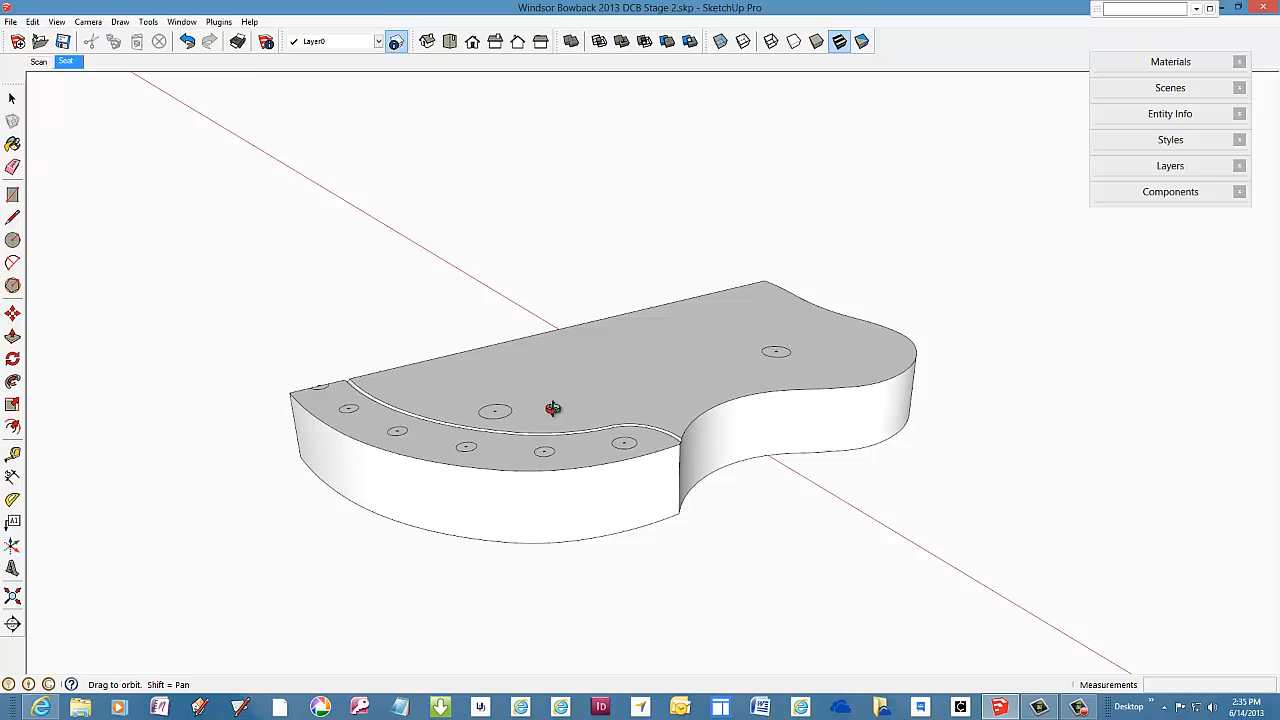 Windsor Bowback 2013 DCB Stage 2.skp - SketchUp Pro
File Edit View Camera Draw Tools Window Plugins Help
Layer0
Scan Seat
Materials
Scenes
Entity Info
Styles
Layers
Components
A1
Drag to orbit. Shift = Pan
Measurements
Desktop
2:35 PM
6/14/2013